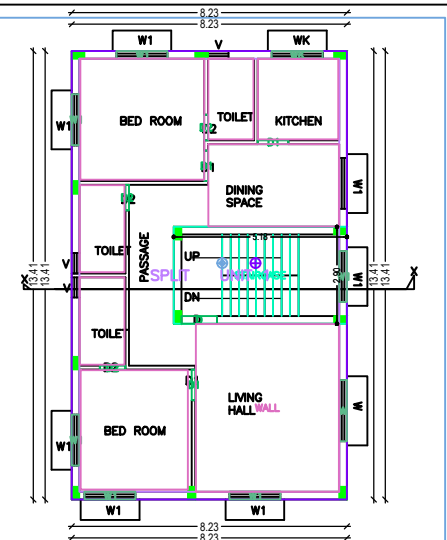 8.23
8.23
W1
V
WK
BED ROOM
TOILET
KITCHEN
W1
D2
D1
D1
DINING
SPACE
W1
D2
TOILET
PASSAGE
5.18
UP
SPLIT
V
X
X
13.41
13.41
13.41
13.41
2.90
W1
V
DN
D
TOILET
D2
D1
LIVING
HALL
WALL
W
BED ROOM
W1
W1
W1
8.23
8.23